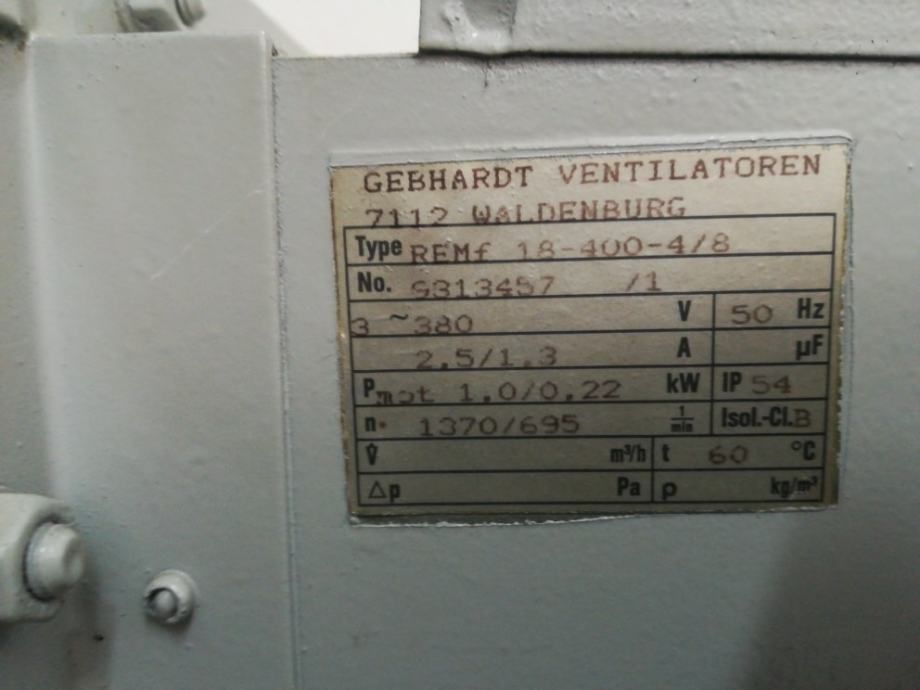 GEBHARDT VENTILATOREN
7112 WALDENBURG
Type REMf 18-400-4/8
No. 9313457 /1
3 ~380 V 50 Hz
2,5/1,3 A µF
Pmot 1,0/0,22 kW IP 54
n 1370/695 1/min Isol.-Cl.B
V̇ m³/h t 60 °C
△p Pa ρ kg/m³